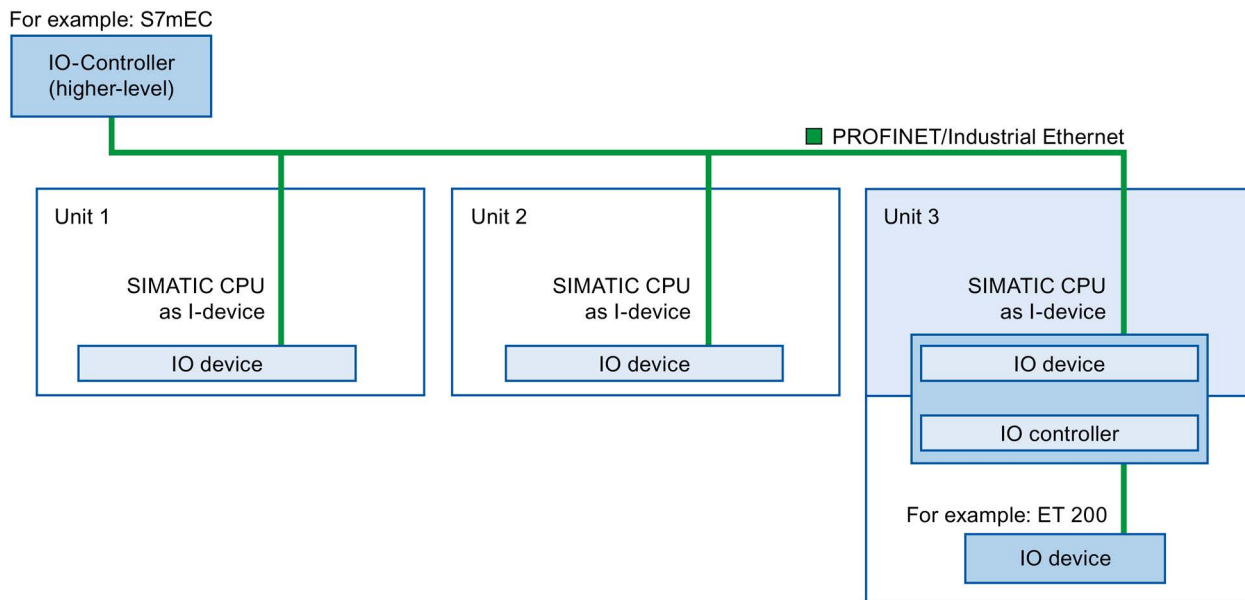 For example: S7mEC
IO-Controller
(higher-level)
PROFINET/Industrial Ethernet
Unit 1
SIMATIC CPU
as I-device
IO device
Unit 2
SIMATIC CPU
as I-device
IO device
Unit 3
SIMATIC CPU
as I-device
IO device
IO controller
For example: ET 200
IO device